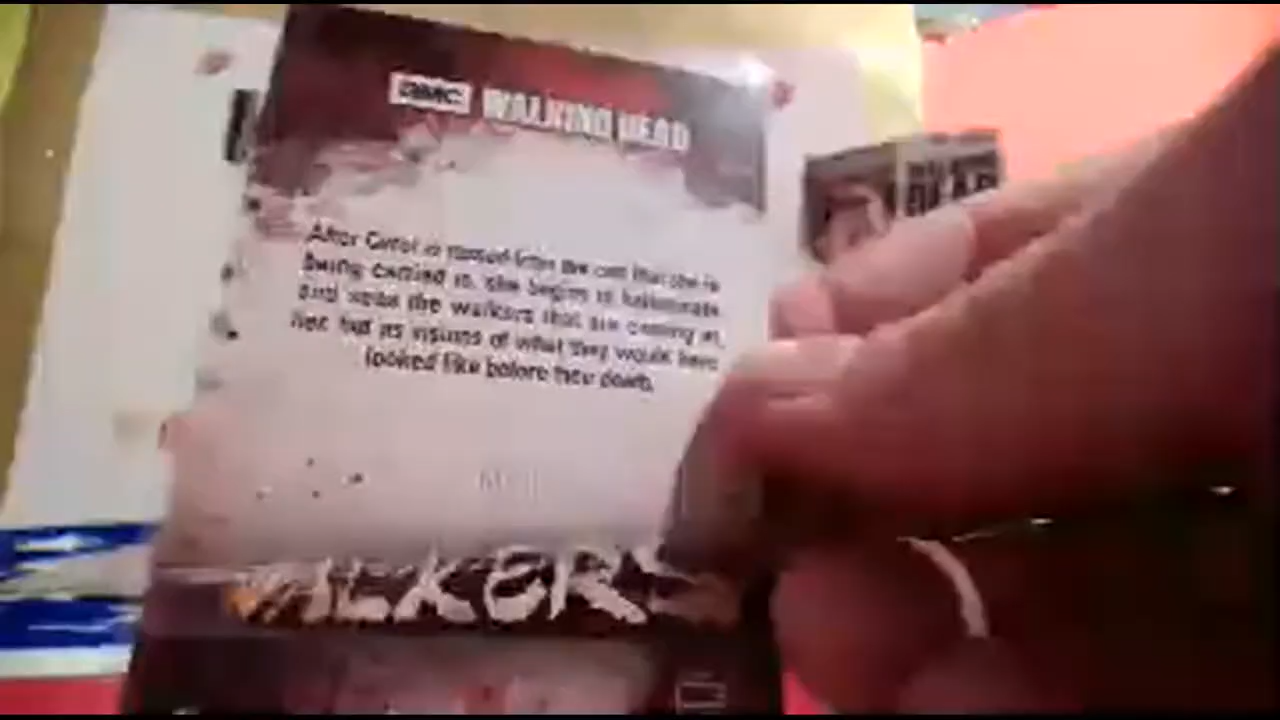 AMC WALKING DEAD
After Carol is tossed from the cart that she is
being carried in, she begins to hallucinate
and sees the walkers that are coming at
her, but as visions of what they would have
looked like before their death.
WALKERS